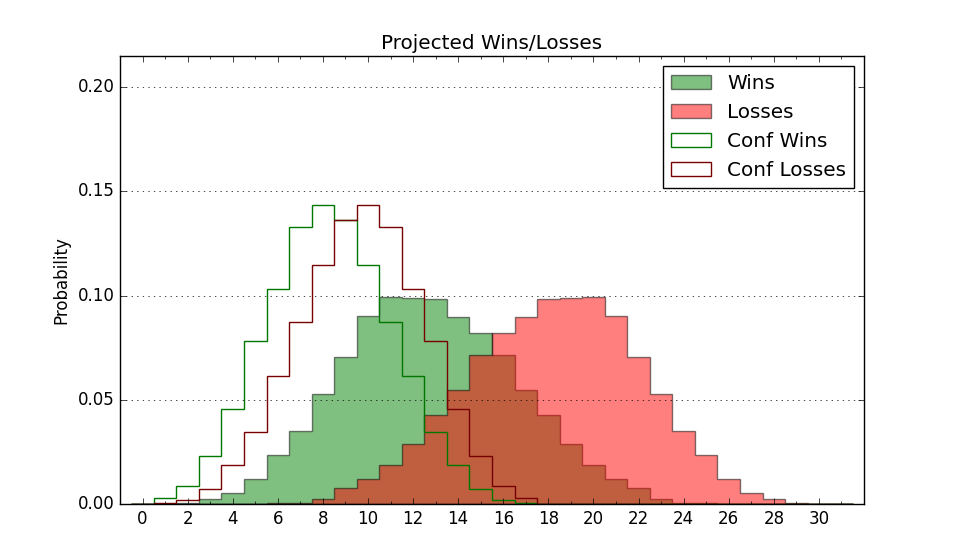 Projected Wins/Losses
Wins
Losses
Conf Wins
Conf Losses
Probability
0.20
0.15
0.10
0.05
0.00
0 2 4 6 8 10 12 14 16 18 20 22 24 26 28 30